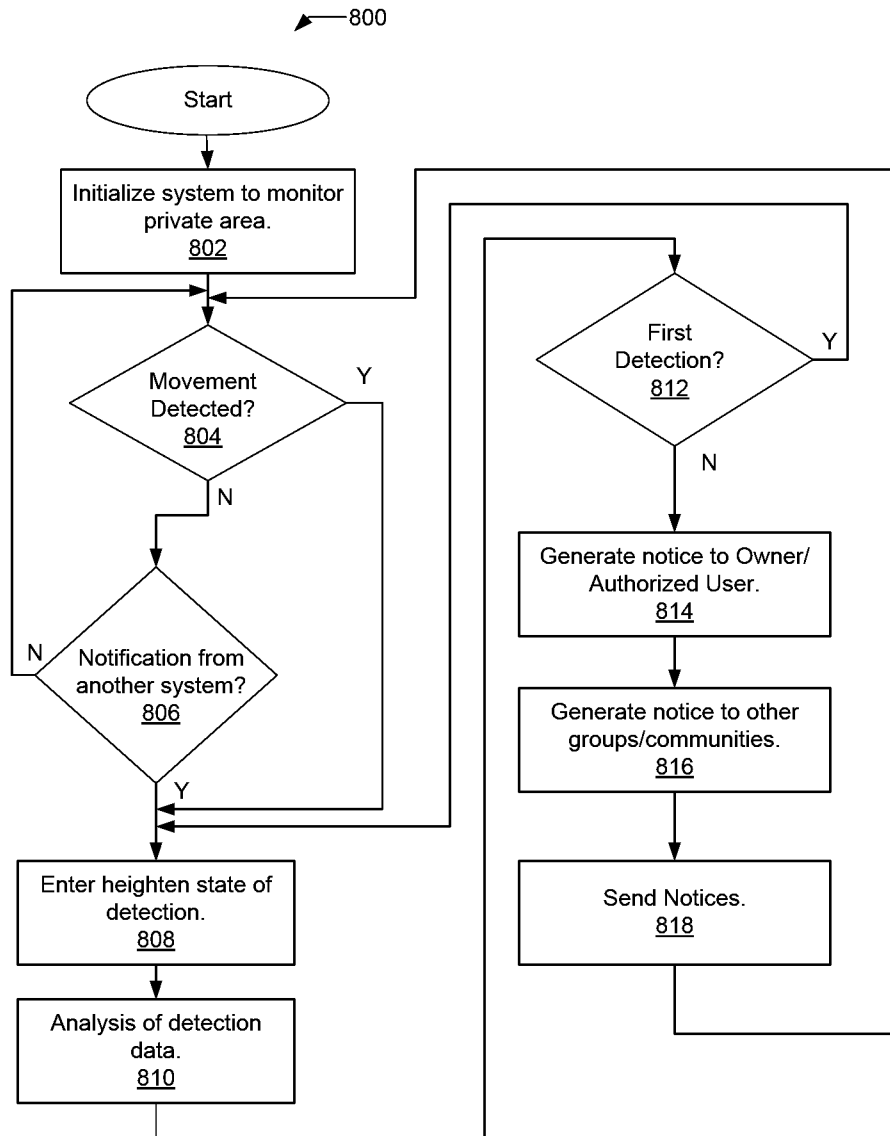 800
Start
Initialize system to monitor
private area.
802
Movement
Detected?
804
Y
N
Notification from
another system?
806
N
Y
Enter heighten state of
detection.
808
Analysis of detection
data.
810
First
Detection?
812
Y
N
Generate notice to Owner/
Authorized User.
814
Generate notice to other
groups/communities.
816
Send Notices.
818